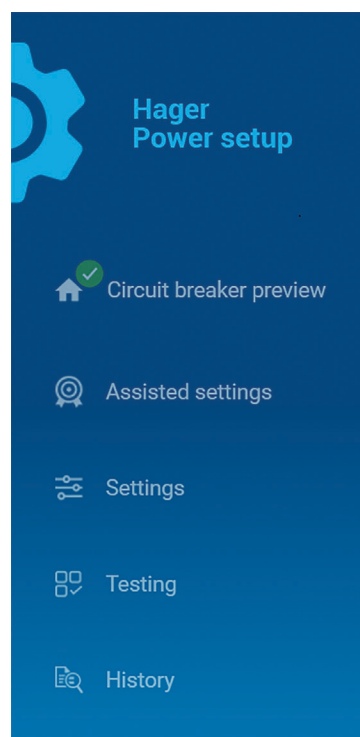 Hager
Power setup
Circuit breaker preview
Assisted settings
Settings
Testing
History